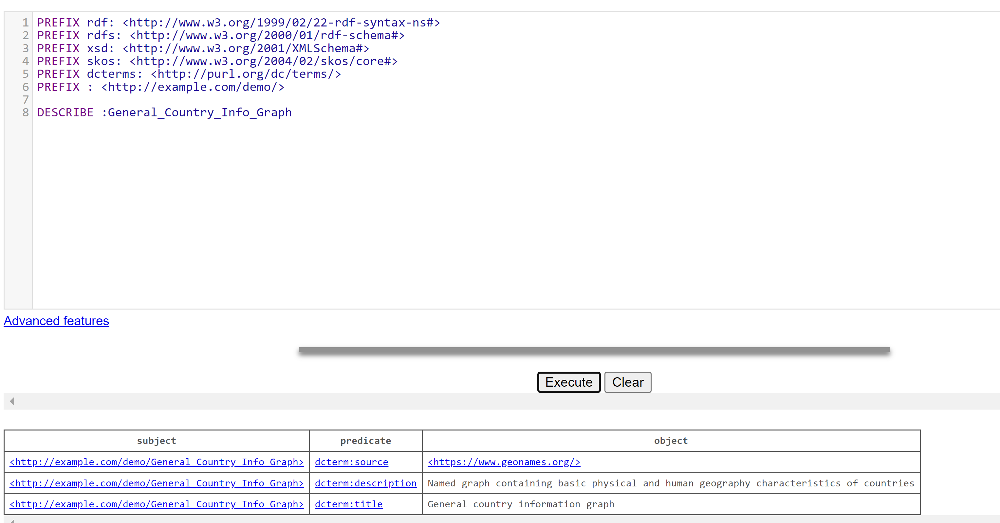 1 PREFIX rdf: <http://www.w3.org/1999/02/22-rdf-syntax-ns#>
2 PREFIX rdfs: <http://www.w3.org/2000/01/rdf-schema#>
3 PREFIX xsd: <http://www.w3.org/2001/XMLSchema#>
4 PREFIX skos: <http://www.w3.org/2004/02/skos/core#>
5 PREFIX dcterms: <http://purl.org/dc/terms/>
6 PREFIX : <http://example.com/demo/>
7
8 DESCRIBE :General_Country_Info_Graph
Advanced features
Execute Clear
subject predicate object
<http://example.com/demo/General_Country_Info_Graph> dcterm:source <https://www.geonames.org/>
<http://example.com/demo/General_Country_Info_Graph> dcterm:description Named graph containing basic physical and human geography characteristics of countries
<http://example.com/demo/General_Country_Info_Graph> dcterm:title General country information graph